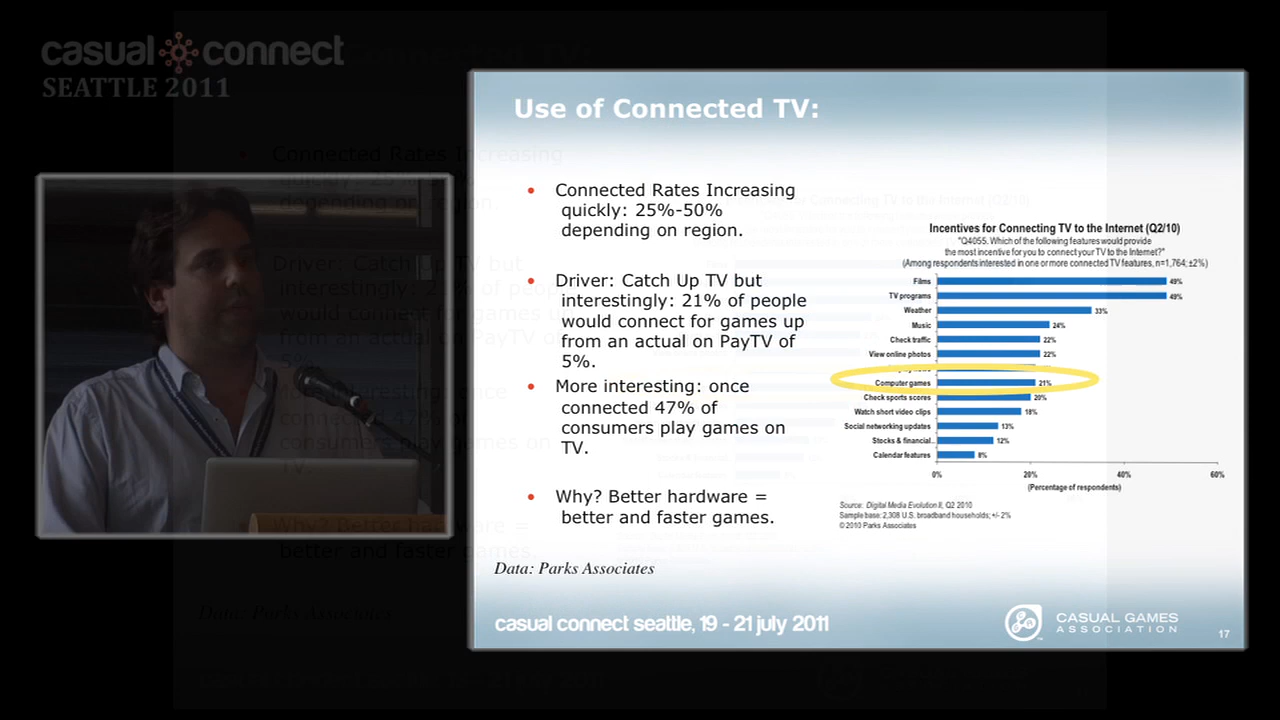 casual connect
SEATTLE 2011
Use of Connected TV:
• Connected Rates Increasing
quickly: 25%-50%
depending on region.
• Driver: Catch Up TV but
interestingly: 21% of people
would connect for games up
from an actual on PayTV of
5%.
• More interesting: once
connected 47% of
consumers play games on
TV.
• Why? Better hardware =
better and faster games.
Data: Parks Associates
Incentives for Connecting TV to the Internet (Q2/10)
"Q4055. Which of the following features would provide
the most incentive for you to connect your TV to the Internet?"
(Among respondents interested in one or more connected TV features, n=1,764; ±2%)
Films 49%
TV programs 49%
Weather 33%
Music 24%
Check traffic 22%
View online photos 22%
Computer games 21%
Check sports scores 20%
Watch short video clips 18%
Social networking updates 13%
Stocks & financial... 12%
Calendar features 8%
0% 20% 40% 60%
(Percentage of respondents)
Source: Digital Media Evolution II, Q2 2010
Sample base: 2,308 U.S. broadband households; +/- 2%
© 2010 Parks Associates
casual connect seattle, 19 - 21 july 2011
CASUAL GAMES
ASSOCIATION
17